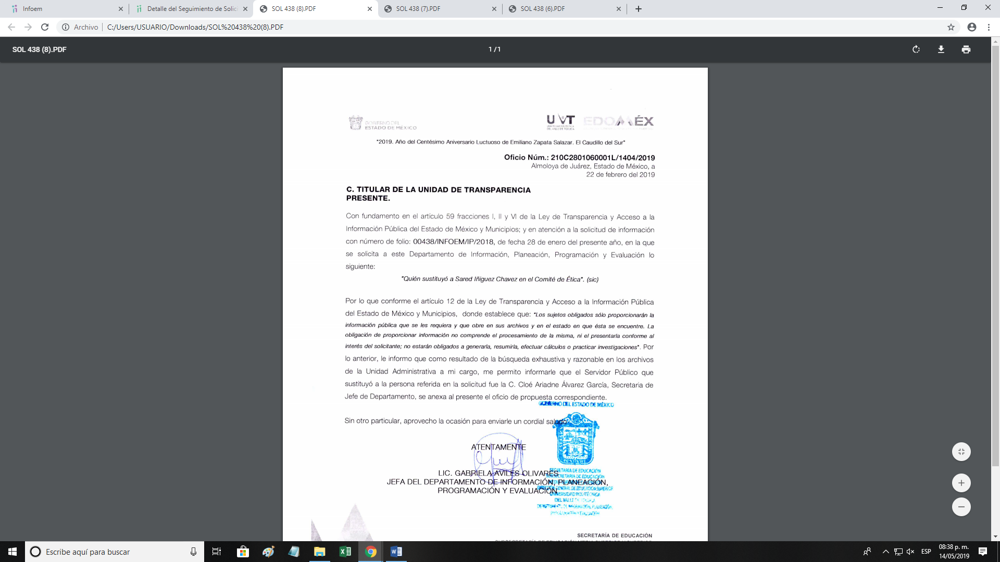 Infoem
Detalle del Seguimiento de Solici
SOL 438 (8).PDF
SOL 438 (7).PDF
SOL 438 (6).PDF
Archivo
C:/Users/USUARIO/Downloads/SOL%20438%20(8).PDF
SOL 438 (8).PDF
1 / 1
GOBIERNO DEL
ESTADO DE MÉXICO
UVT
EDOMÉX
"2019. Año del Centésimo Aniversario Luctuoso de Emiliano Zapata Salazar. El Caudillo del Sur"
Oficio Núm.: 210C2801060001L/1404/2019
Almoloya de Juárez, Estado de México, a
22 de febrero del 2019
C. TITULAR DE LA UNIDAD DE TRANSPARENCIA
PRESENTE.
Con fundamento en el artículo 59 fracciones I, II y VI de la Ley de Transparencia y Acceso a la
Información Pública del Estado de México y Municipios; y en atención a la solicitud de información
con número de folio: 00438/INFOEM/IP/2018, de fecha 28 de enero del presente año, en la que
se solicita a este Departamento de Información, Planeación, Programación y Evaluación lo
siguiente:
"Quién sustituyó a Sared Iñiguez Chavez en el Comité de Ética". (sic)
Por lo que conforme el artículo 12 de la Ley de Transparencia y Acceso a la Información Pública
del Estado de México y Municipios, donde establece que: "Los sujetos obligados sólo proporcionarán la
información pública que se les requiera y que obre en sus archivos y en el estado en que ésta se encuentre. La
obligación de proporcionar información no comprende el procesamiento de la misma, ni el presentarla conforme al
interés del solicitante; no estarán obligados a generarla, resumirla, efectuar cálculos o practicar investigaciones". Por
lo anterior, le informo que como resultado de la búsqueda exhaustiva y razonable en los archivos
de la Unidad Administrativa a mi cargo, me permito informarle que el Servidor Público que
sustituyó a la persona referida en la solicitud fue la C. Cloé Ariadne Álvarez García, Secretaria de
Jefe de Departamento, se anexa al presente el oficio de propuesta correspondiente.
GOBIERNO DEL ESTADO DE MÉXICO
Sin otro particular, aprovecho la ocasión para enviarle un cordial saludo
ATENTAMENTE
LIC. GABRIELA AVILES OLIVARES
JEFA DEL DEPARTAMENTO DE INFORMACIÓN, PLANEACIÓN,
PROGRAMACIÓN Y EVALUACIÓN
SECRETARÍA DE EDUCACIÓN
SUBSECRETARÍA DE EDUCACIÓN
DIRECCIÓN GENERAL DE EDUCACIÓN SUPERIOR
UNIVERSIDAD POLITÉCNICA
DEL VALLE DE TOLUCA
DEPARTAMENTO DE INFORMACIÓN, PLANEACIÓN,
PROGRAMACIÓN Y EVALUACIÓN
SECRETARÍA DE EDUCACIÓN
Escribe aquí para buscar
ESP
08:38 p. m.
14/05/2019